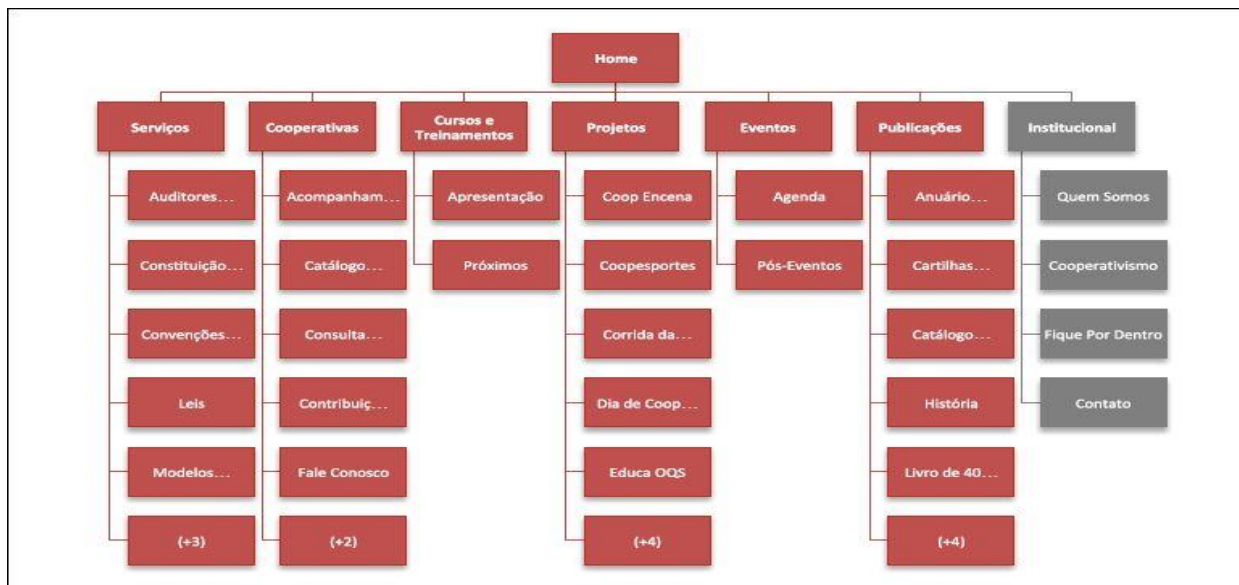 Home
Serviços
Cooperativas
Cursos e
Treinamentos
Projetos
Eventos
Publicações
Institucional
Auditores...
Acompanham...
Apresentação
Coop Encena
Agenda
Anuário...
Quem Somos
Constituição...
Catálogo...
Próximos
Coopesportes
Pós-Eventos
Cartilhas...
Cooperativismo
Convenções...
Consulta...
Corrida da...
Catálogo...
Fique Por Dentro
Leis
Contribuiç...
Dia de Coop...
História
Contato
Modelos...
Fale Conosco
Educa OQS
Livro de 40...
(+3)
(+2)
(+4)
(+4)